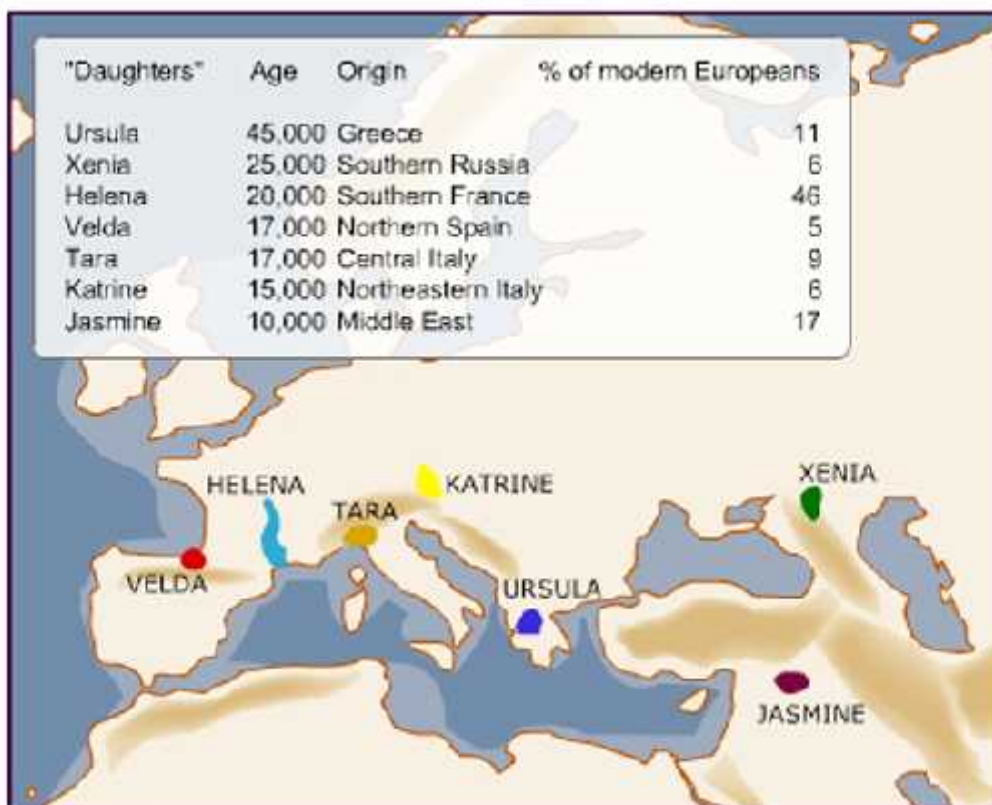 "Daughters" Age Origin % of modern Europeans
Ursula 45,000 Greece 11
Xenia 25,000 Southern Russia 6
Helena 20,000 Southern France 46
Velda 17,000 Northern Spain 5
Tara 17,000 Central Italy 9
Katrine 15,000 Northeastern Italy 6
Jasmine 10,000 Middle East 17
XENIA
HELENA
KATRINE
TARA
VELDA
URSULA
JASMINE